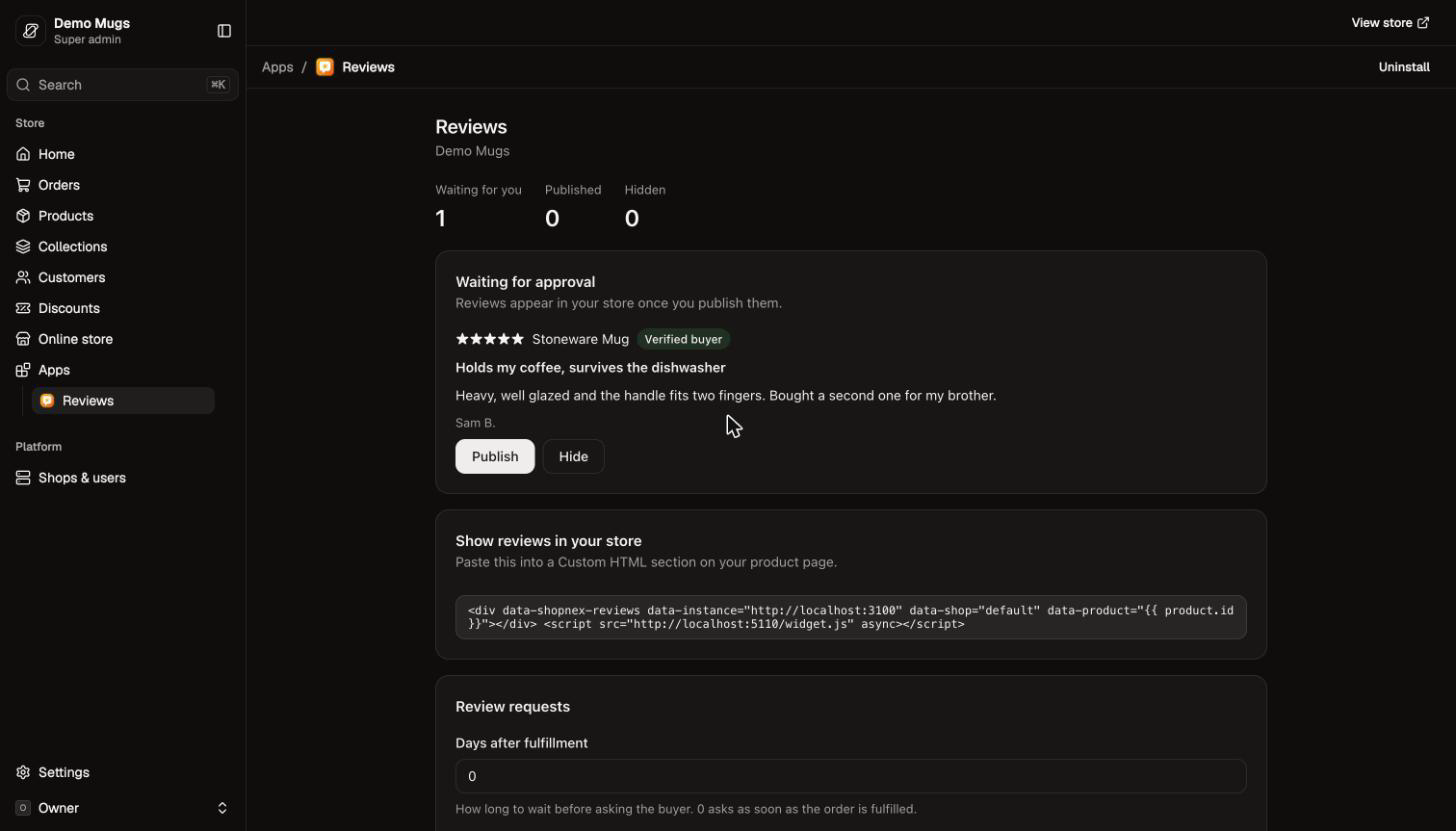 Demo Mugs
Super admin
View store
Search
⌘K
Apps / Reviews
Uninstall
Store
Home
Orders
Products
Collections
Customers
Discounts
Online store
Apps
Reviews
Platform
Shops & users
Settings
O Owner
Reviews
Demo Mugs
Waiting for you Published Hidden
1 0 0
Waiting for approval
Reviews appear in your store once you publish them.
★★★★★ Stoneware Mug Verified buyer
Holds my coffee, survives the dishwasher
Heavy, well glazed and the handle fits two fingers. Bought a second one for my brother.
Sam B.
Publish Hide
Show reviews in your store
Paste this into a Custom HTML section on your product page.
<div data-shopnex-reviews data-instance="http://localhost:3100" data-shop="default" data-product="{{ product.id
}}"></div> <script src="http://localhost:5110/widget.js" async></script>
Review requests
Days after fulfillment
0
How long to wait before asking the buyer. 0 asks as soon as the order is fulfilled.